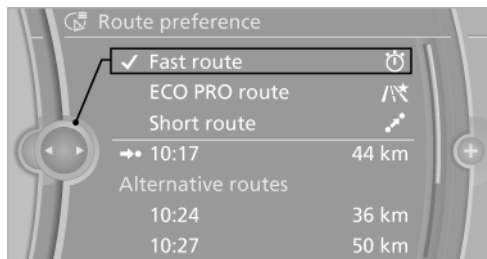 Route preference
Fast route
ECO PRO route
Short route
10:17 44 km
Alternative routes
10:24 36 km
10:27 50 km